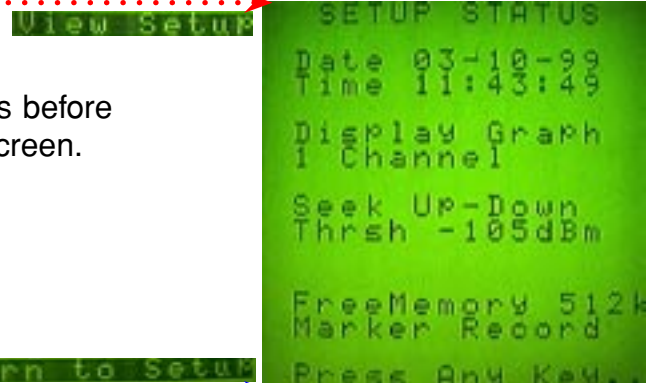 View Setup
s before
creen.
rn to Setup
SETUP STATUS
Date 03-10-99
Time 11:43:49
Display Graph
1 Channel
Seek Up-Down
Thrsh -105dBm
FreeMemory 512k
Marker Record
Press Any Key..